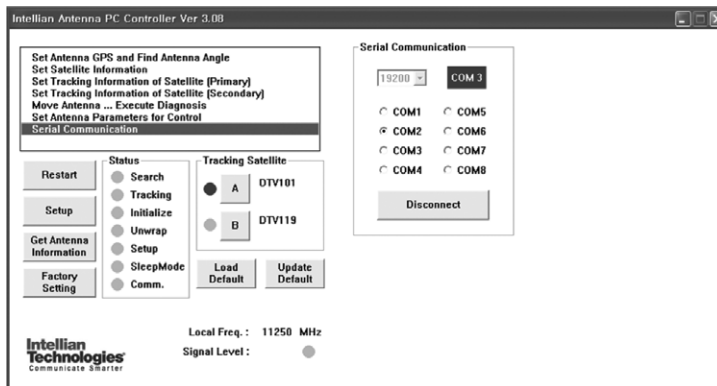 Intellian Antenna PC Controller Ver 3.08
Set Antenna GPS and Find Antenna Angle
Set Satellite Information
Set Tracking Information of Satellite (Primary)
Set Tracking Information of Satellite (Secondary)
Move Antenna ... Execute Diagnosis
Set Antenna Parameters for Control
Serial Communication
Restart
Setup
Get Antenna
Information
Factory
Setting
Status
Search
Tracking
Initialize
Unwrap
Setup
SleepMode
Comm.
Tracking Satellite
A DTV101
B DTV119
Load
Default
Update
Default
Local Freq. : 11250 MHz
Signal Level :
Intellian
Technologies
Communicate Smarter
Serial Communication
19200 COM 3
COM1 COM5
COM2 COM6
COM3 COM7
COM4 COM8
Disconnect